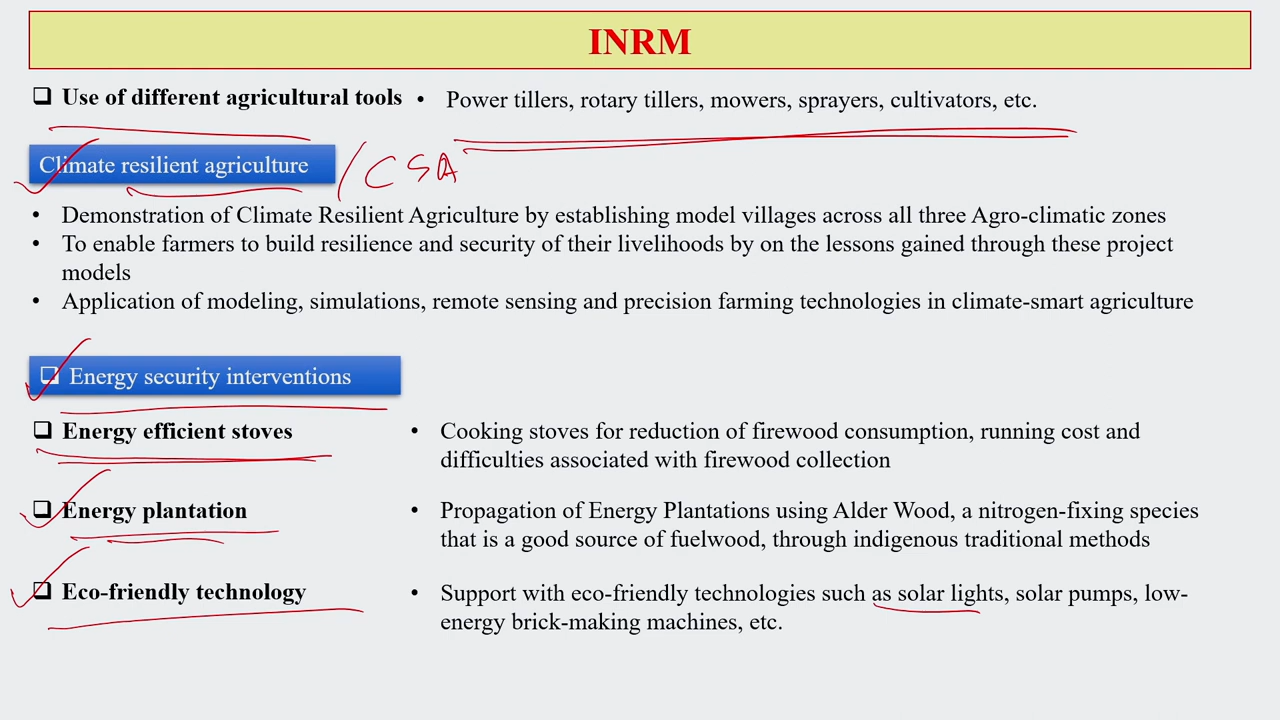 INRM
❑ Use of different agricultural tools • Power tillers, rotary tillers, mowers, sprayers, cultivators, etc.
Climate resilient agriculture / CSA
• Demonstration of Climate Resilient Agriculture by establishing model villages across all three Agro-climatic zones
• To enable farmers to build resilience and security of their livelihoods by on the lessons gained through these project
models
• Application of modeling, simulations, remote sensing and precision farming technologies in climate-smart agriculture
❑ Energy security interventions
❑ Energy efficient stoves • Cooking stoves for reduction of firewood consumption, running cost and
difficulties associated with firewood collection
❑ Energy plantation • Propagation of Energy Plantations using Alder Wood, a nitrogen-fixing species
that is a good source of fuelwood, through indigenous traditional methods
❑ Eco-friendly technology • Support with eco-friendly technologies such as solar lights, solar pumps, low-
energy brick-making machines, etc.